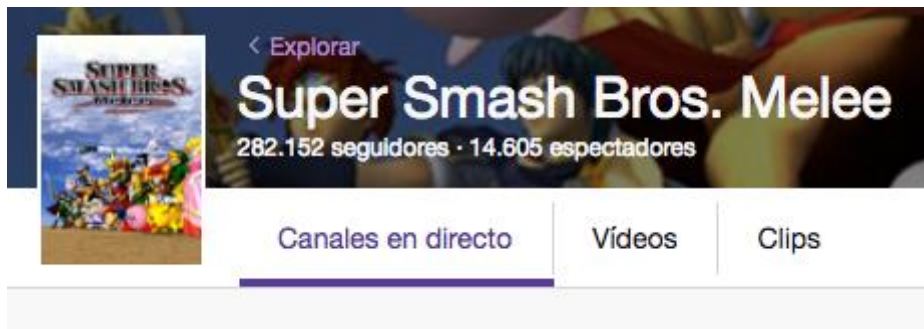 < Explorar
SUPER
SMASH BROS.
Melee
Super Smash Bros. Melee
282.152 seguidores · 14.605 espectadores
Canales en directo
Vídeos
Clips